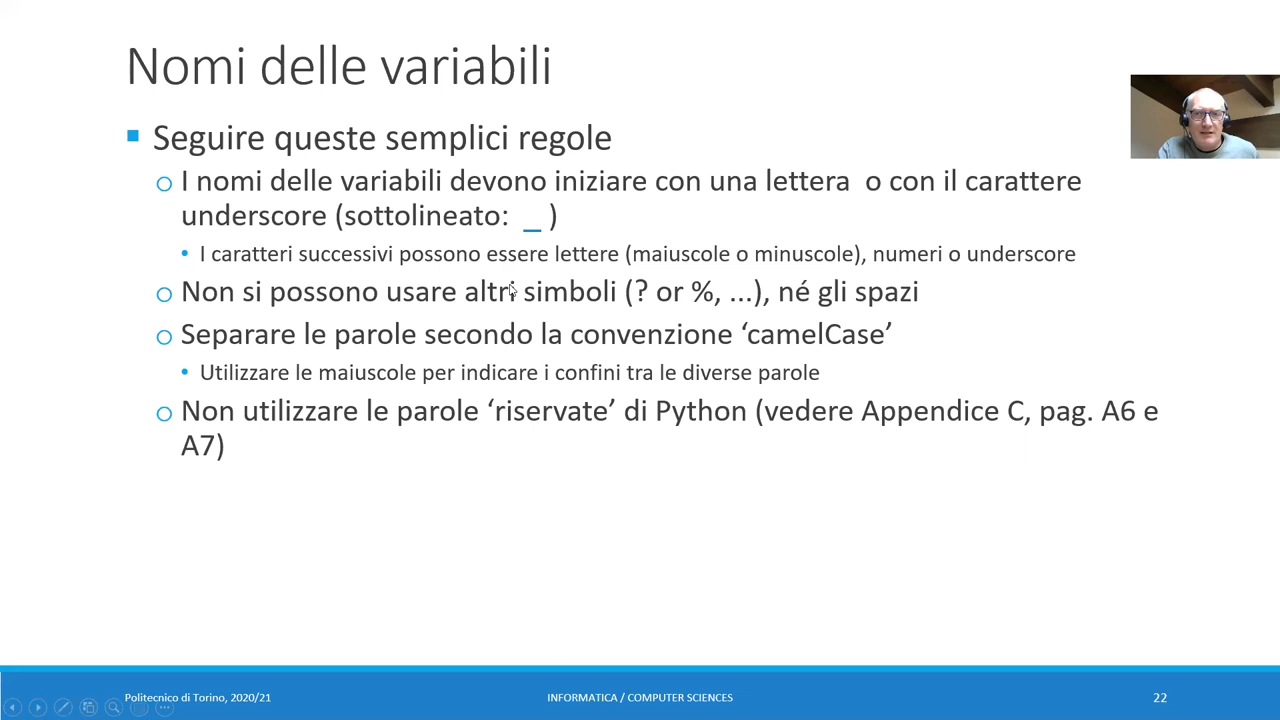 Nomi delle variabili
Seguire queste semplici regole
I nomi delle variabili devono iniziare con una lettera o con il carattere
underscore (sottolineato: _ )
I caratteri successivi possono essere lettere (maiuscole o minuscole), numeri o underscore
Non si possono usare altri simboli (? or %, ...), né gli spazi
Separare le parole secondo la convenzione ‘camelCase’
Utilizzare le maiuscole per indicare i confini tra le diverse parole
Non utilizzare le parole ‘riservate’ di Python (vedere Appendice C, pag. A6 e
A7)
Politecnico di Torino, 2020/21
INFORMATICA / COMPUTER SCIENCES
22